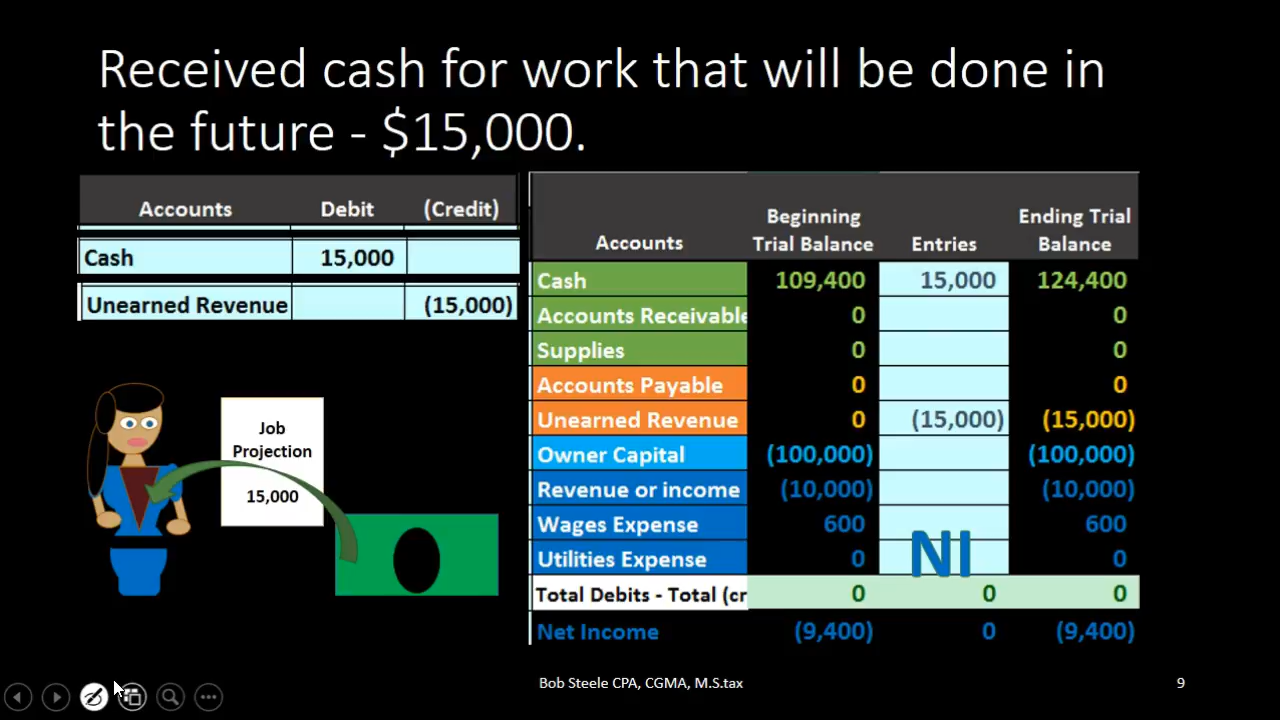 Received cash for work that will be done in
the future - $15,000.
Accounts Debit (Credit)
Cash 15,000
Unearned Revenue (15,000)
Job
Projection
15,000
Beginning Ending Trial
Accounts Trial Balance Entries Balance
Cash 109,400 15,000 124,400
Accounts Receivable 0 0
Supplies 0 0
Accounts Payable 0 0
Unearned Revenue 0 (15,000) (15,000)
Owner Capital (100,000) (100,000)
Revenue or income (10,000) (10,000)
Wages Expense 600 600
Utilities Expense 0 NI 0
Total Debits - Total (cr 0 0 0
Net Income (9,400) 0 (9,400)
Bob Steele CPA, CGMA, M.S.tax 9